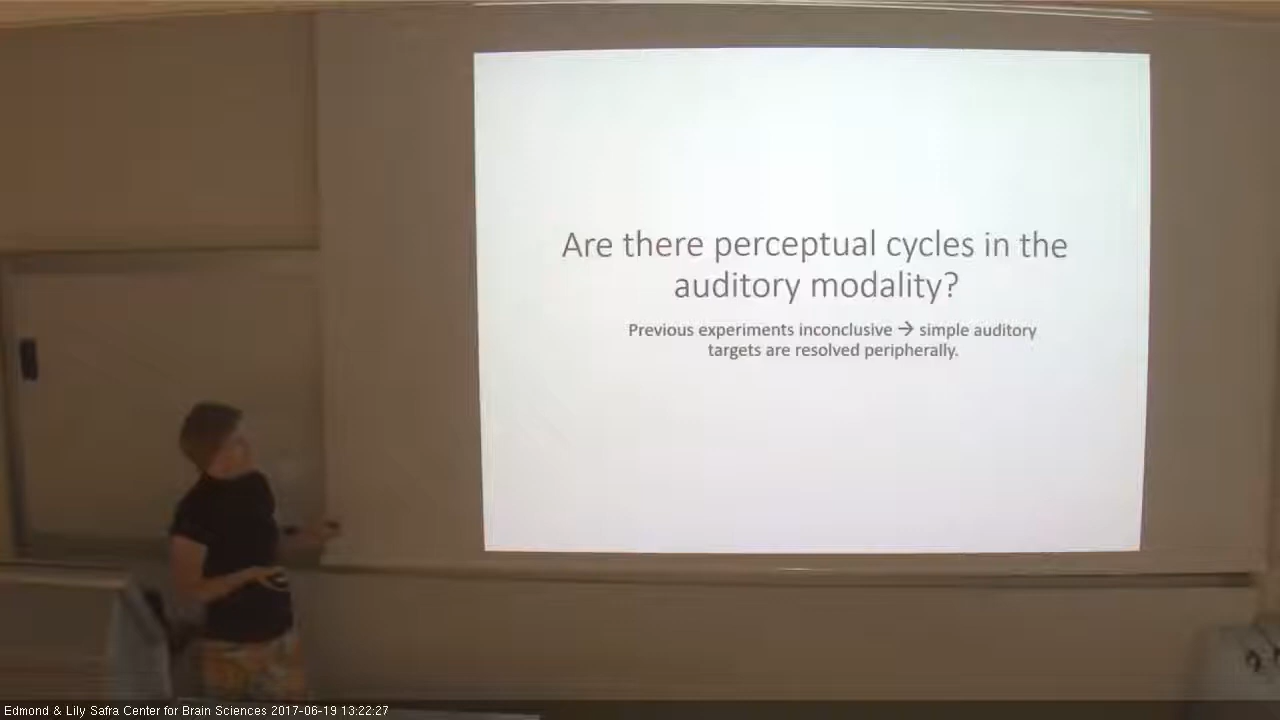 Are there perceptual cycles in the
auditory modality?
Previous experiments inconclusive → simple auditory
targets are resolved peripherally.
Edmond & Lily Safra Center for Brain Sciences 2017-06-19 13:22:27